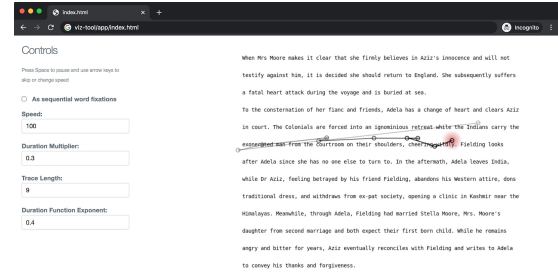 index.html
viz-tool/app/index.html
Incognito
Controls
Press Space to pause and use arrow keys to
skip or change speed
As sequential word fixations
Speed:
100
Duration Multiplier:
0.3
Trace Length:
9
Duration Function Exponent:
0.4
When Mrs Moore makes it clear that she firmly believes in Aziz's innocence and will not
testify against him, it is decided she should return to England. She subsequently suffers
a fatal heart attack during the voyage and is buried at sea.
To the consternation of her fianc and friends, Adela has a change of heart and clears Aziz
in court. The Colonials are forced into an ignominious retreat while the Indians carry the
exonerated man from the courtroom on their shoulders, cheering wildly. Fielding looks
after Adela since she has no one else to turn to. In the aftermath, Adela leaves India,
while Dr Aziz, feeling betrayed by his friend Fielding, abandons his Western attire, dons
traditional dress, and withdraws from ex-pat society, opening a clinic in Kashmir near the
Himalayas. Meanwhile, through Adela, Fielding had married Stella Moore, Mrs. Moore's
daughter from second marriage and both expect their first born child. While he remains
angry and bitter for years, Aziz eventually reconciles with Fielding and writes to Adela
to convey his thanks and forgiveness.